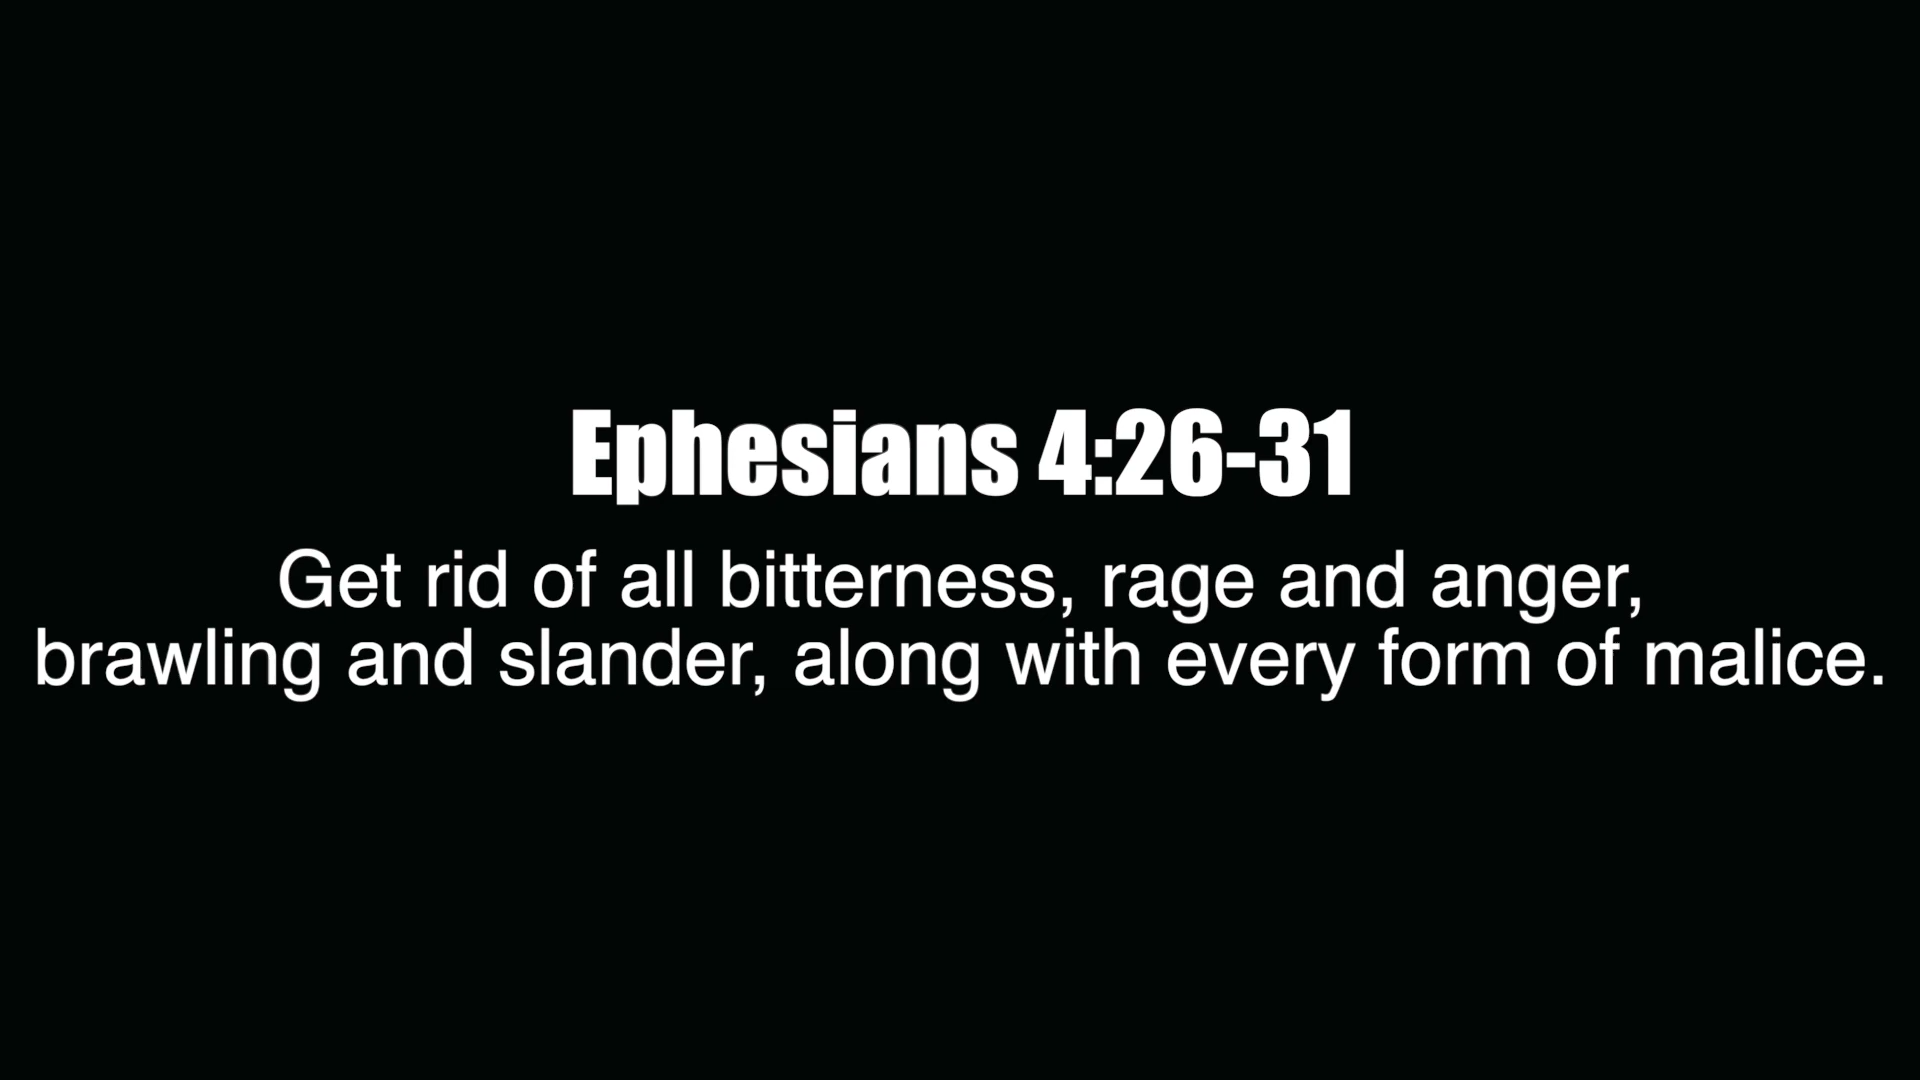 Ephesians 4:26-31
Get rid of all bitterness, rage and anger,
brawling and slander, along with every form of malice.